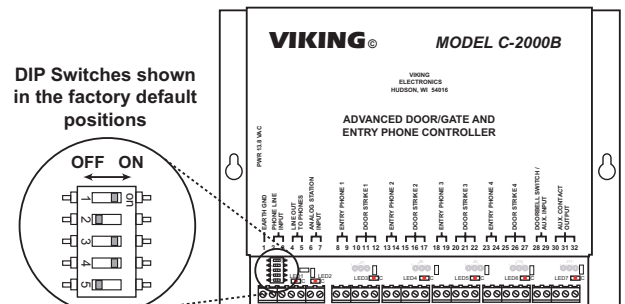 VIKING©
MODEL C-2000B
VIKING
ELECTRONICS
HUDSON, WI 54016
ADVANCED DOOR/GATE AND
ENTRY PHONE CONTROLLER
DIP Switches shown
in the factory default
positions
OFF ON
ON
1
2
3
4
5
PWR 13.8 VAC
EARTH GND
PHONE LINE
INPUT
LINE OUT
TO PHONES
ANALOG STATION
INPUT
ENTRY PHONE 1
DOOR STRIKE 1
ENTRY PHONE 2
DOOR STRIKE 2
ENTRY PHONE 3
DOOR STRIKE 3
ENTRY PHONE 4
DOOR STRIKE 4
DOORBELL SWITCH /
AUX. INPUT
AUX. CONTACT
OUTPUT
1 2 3 4 5 6 7 8 9 10 11 12 13 14 15 16 17 18 19 20 21 22 23 24 25 26 27 28 29 30 31 32
LED1 LED2 LED3 LED4 LED5 LED6 LED7